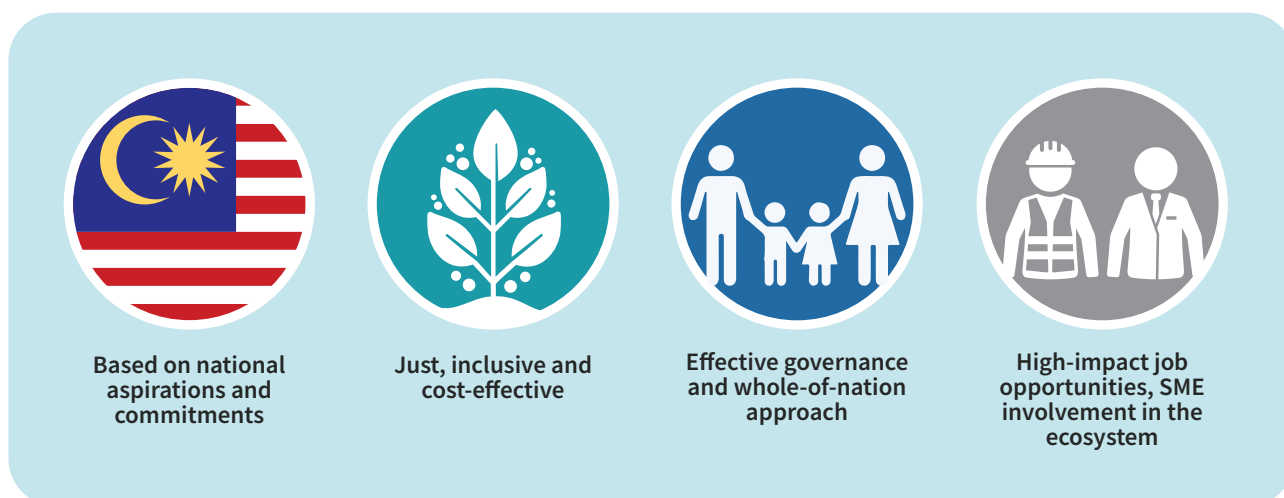 Based on national
aspirations and
commitments
Just, inclusive and
cost-effective
Effective governance
and whole-of-nation
approach
High-impact job
opportunities, SME
involvement in the
ecosystem